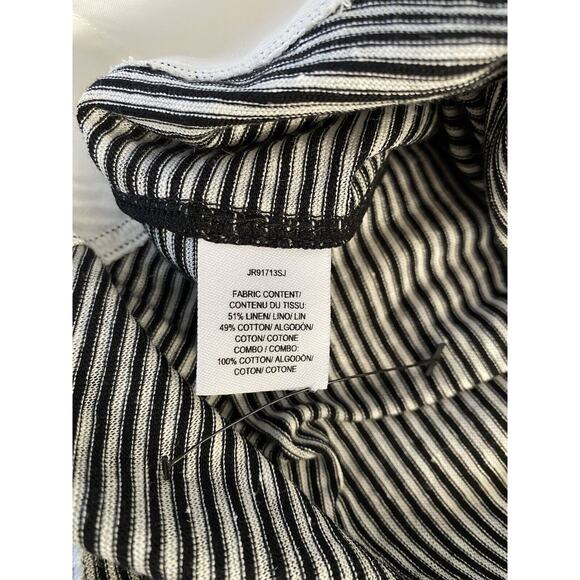 JR91713SJ
FABRIC CONTENT/
CONTENU DU TISSU:
51% LINEN/ LINO/ LIN
49% COTTON/ ALGODÓN/
COTON/ COTONE
COMBO / COMBO:
100% COTTON/ ALGODÓN/
COTON/ COTONE